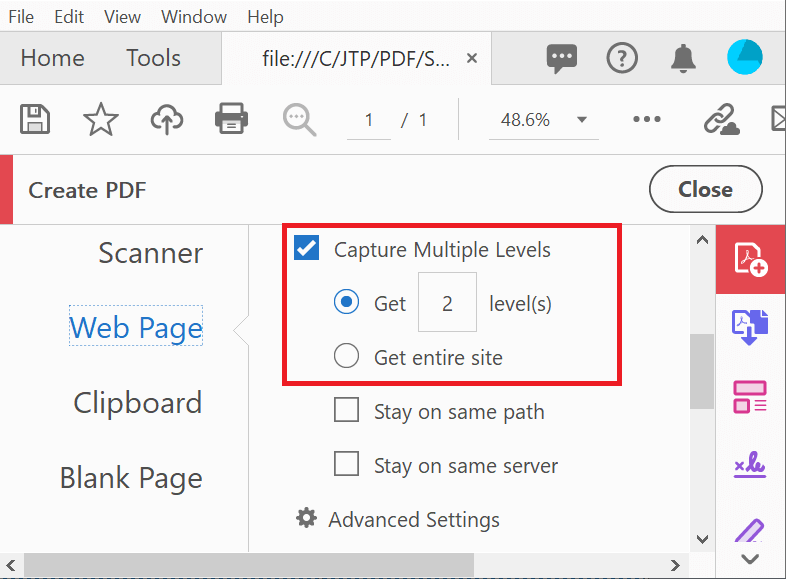 File Edit View Window Help
Home Tools file:///C/JTP/PDF/S... ×
1 / 1 48.6%
Create PDF Close
Scanner
Web Page
Clipboard
Blank Page
Capture Multiple Levels
Get 2 level(s)
Get entire site
Stay on same path
Stay on same server
Advanced Settings